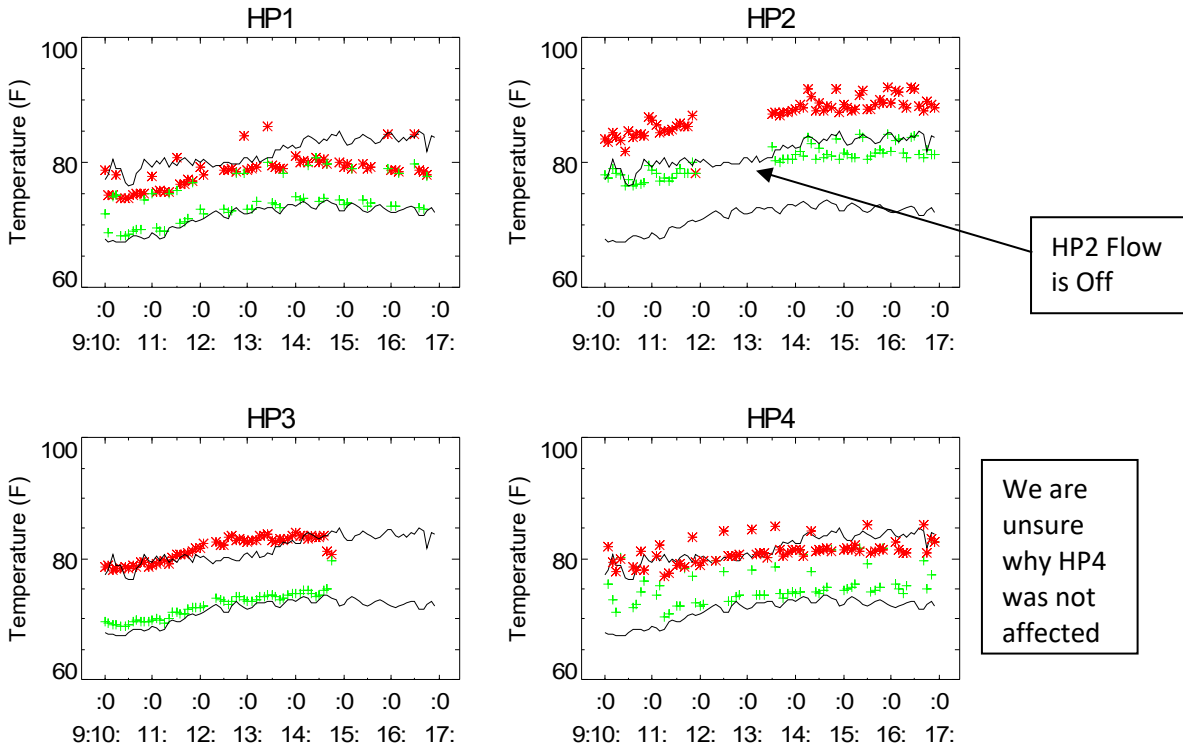 HP1
HP2
100
80
60
Temperature (F)
:0 :0 :0 :0 :0 :0 :0 :0
9:10: 11: 12: 13: 14: 15: 16: 17:
100
80
60
Temperature (F)
:0 :0 :0 :0 :0 :0 :0 :0
9:10: 11: 12: 13: 14: 15: 16: 17:
HP2 Flow
is Off
HP3
HP4
100
80
60
Temperature (F)
:0 :0 :0 :0 :0 :0 :0 :0
9:10: 11: 12: 13: 14: 15: 16: 17:
100
80
60
Temperature (F)
:0 :0 :0 :0 :0 :0 :0 :0
9:10: 11: 12: 13: 14: 15: 16: 17:
We are
unsure
why HP4
was not
affected